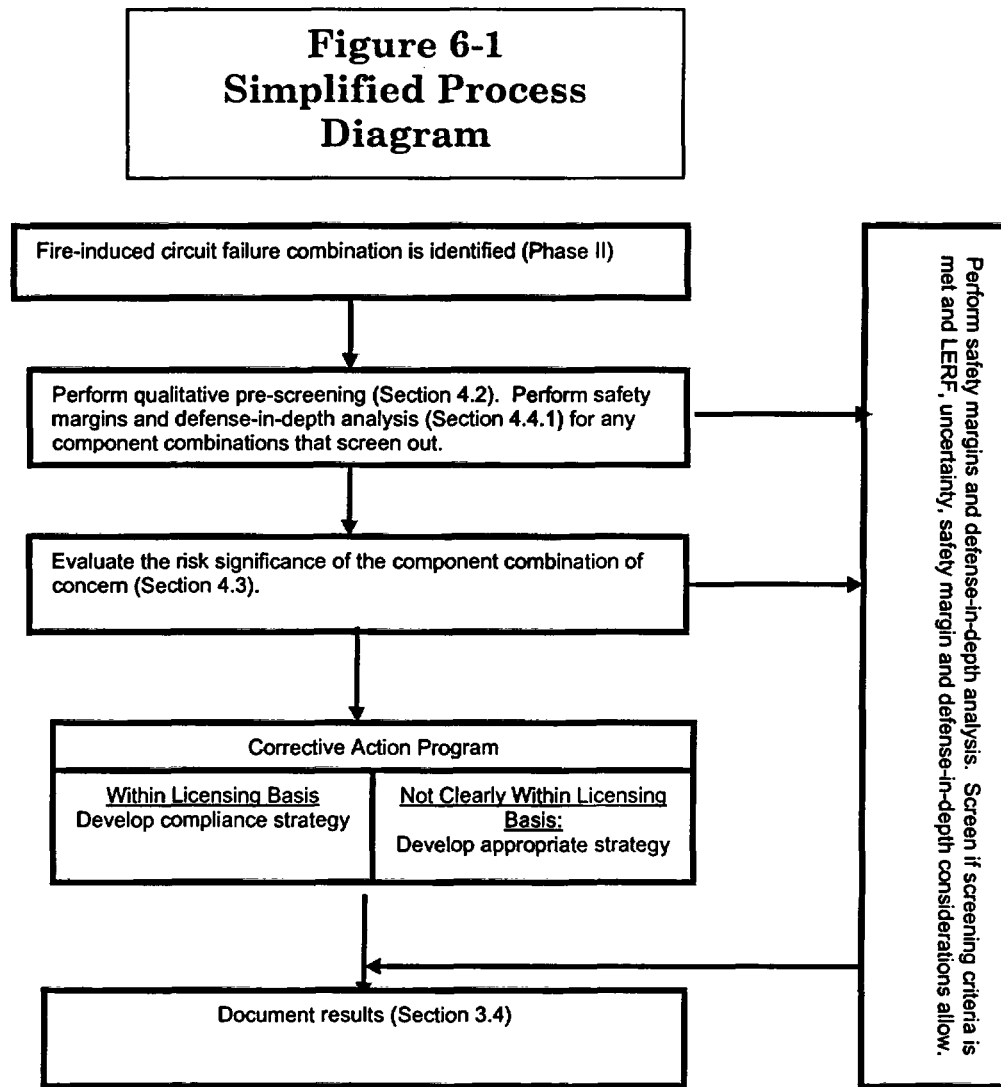 Figure 6-1
Simplified Process
Diagram
Fire-induced circuit failure combination is identified (Phase II)
Perform qualitative pre-screening (Section 4.2). Perform safety
margins and defense-in-depth analysis (Section 4.4.1) for any
component combinations that screen out.
Evaluate the risk significance of the component combination of
concern (Section 4.3).
Corrective Action Program
Within Licensing Basis
Develop compliance strategy
Not Clearly Within Licensing
Basis:
Develop appropriate strategy
Document results (Section 3.4)
Perform safety margins and defense-in-depth analysis. Screen if screening criteria is
met and LERF, uncertainty, safety margin and defense-in-depth considerations allow.